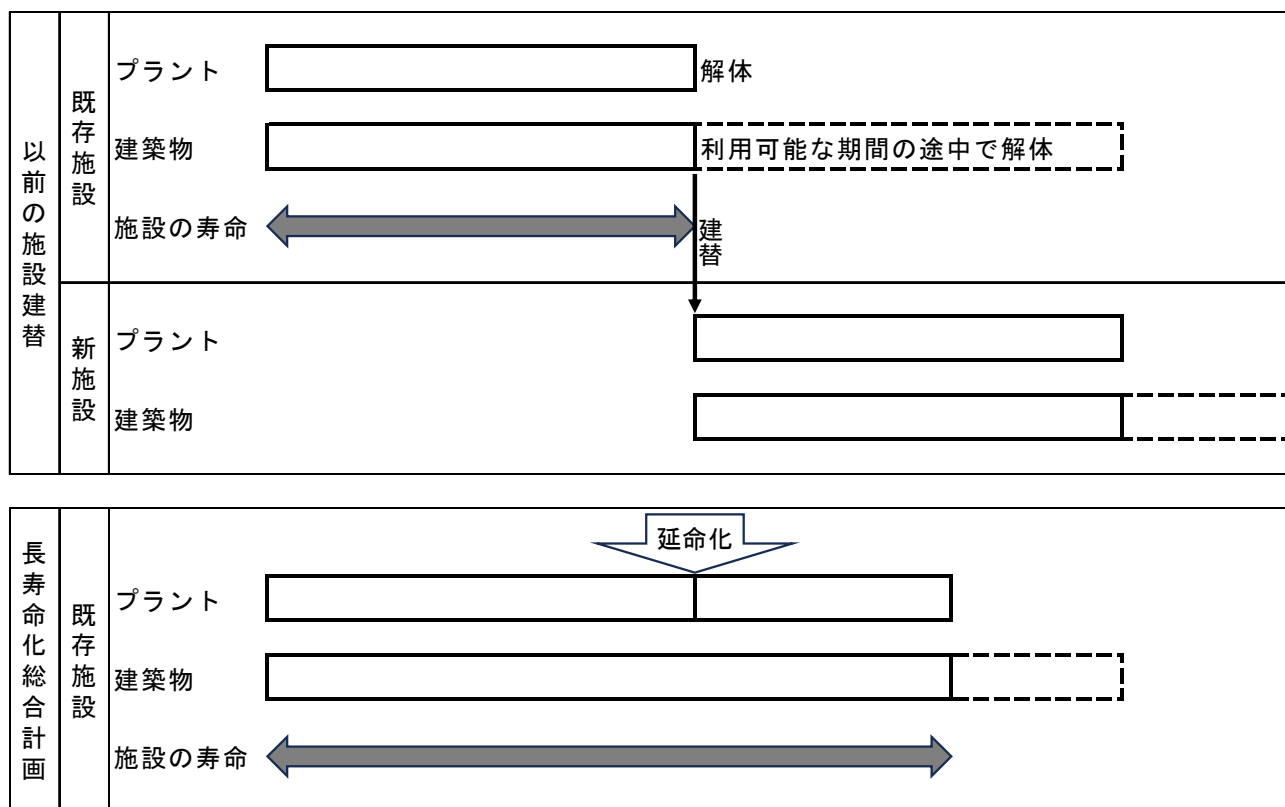 以前の施設建替
既存施設
プラント
解体
建築物
利用可能な期間の途中で解体
施設の寿命
建替
新施設
プラント
建築物
長寿命化総合計画
既存施設
延命化
プラント
建築物
施設の寿命